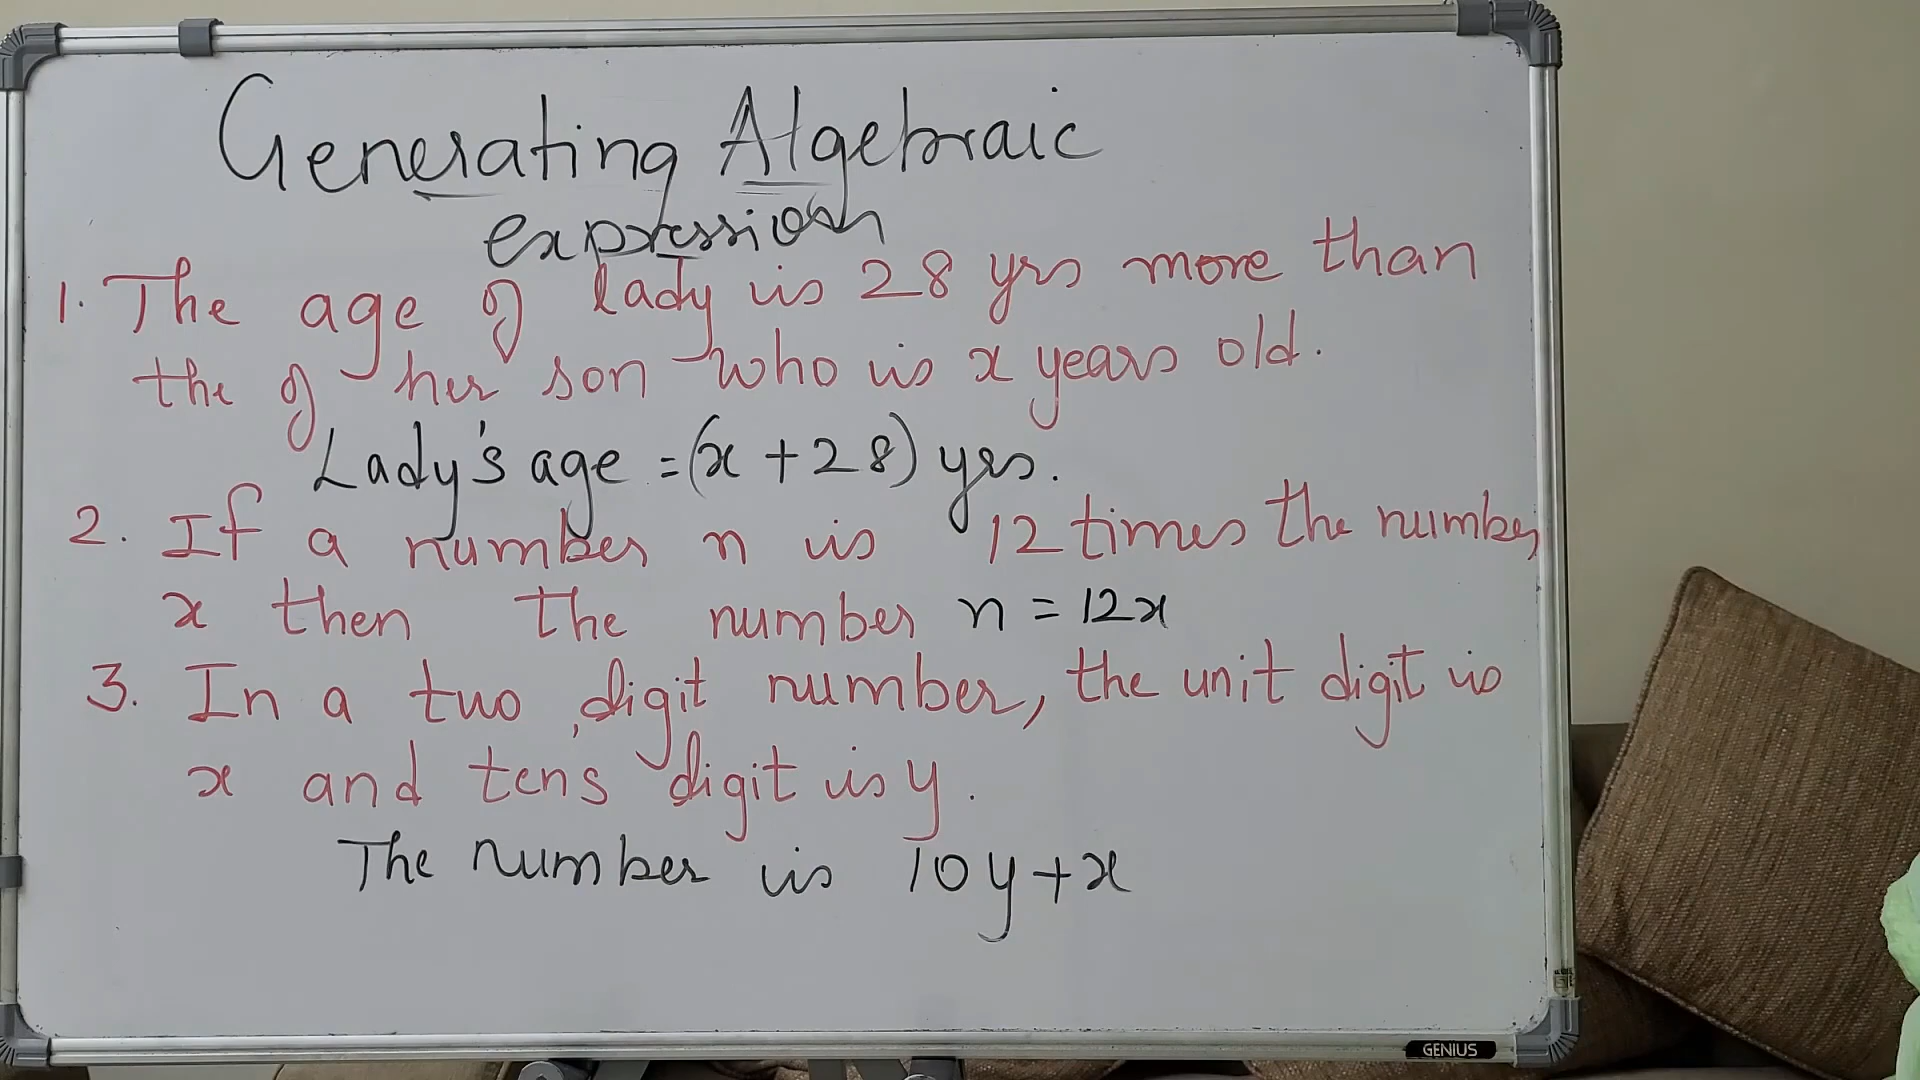 Generating Algebraic
expression
1. The age of lady is 28 yrs more than
the of her son who is x years old.
Lady's age = (x + 28) yrs.
2. If a number n is 12 times the number
x then the number n = 12x
3. In a two digit number, the unit digit is
x and tens digit is y.
The number is 10y + x
GENIUS